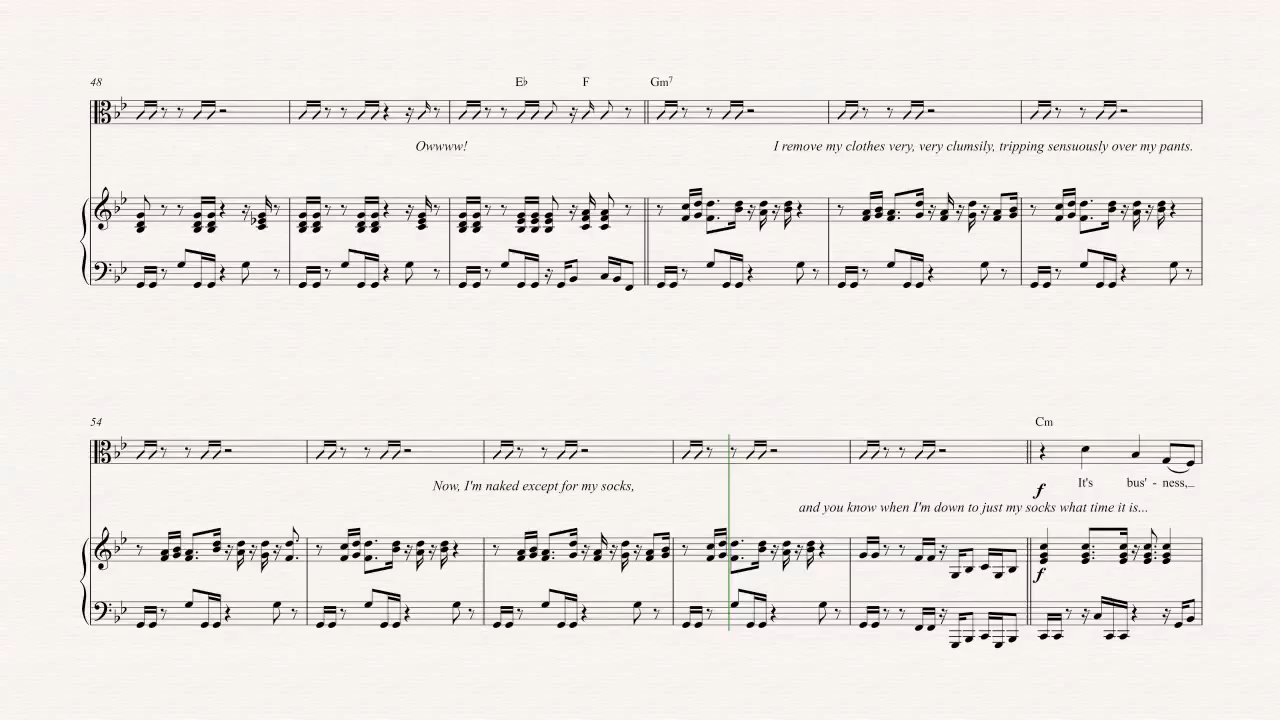 48
E♭ F Gm7
Owwww! I remove my clothes very, very clumsily, tripping sensuously over my pants.
54
Cm
It's bus' - ness,_
f
Now, I'm naked except for my socks,
and you know when I'm down to just my socks what time it is...
f